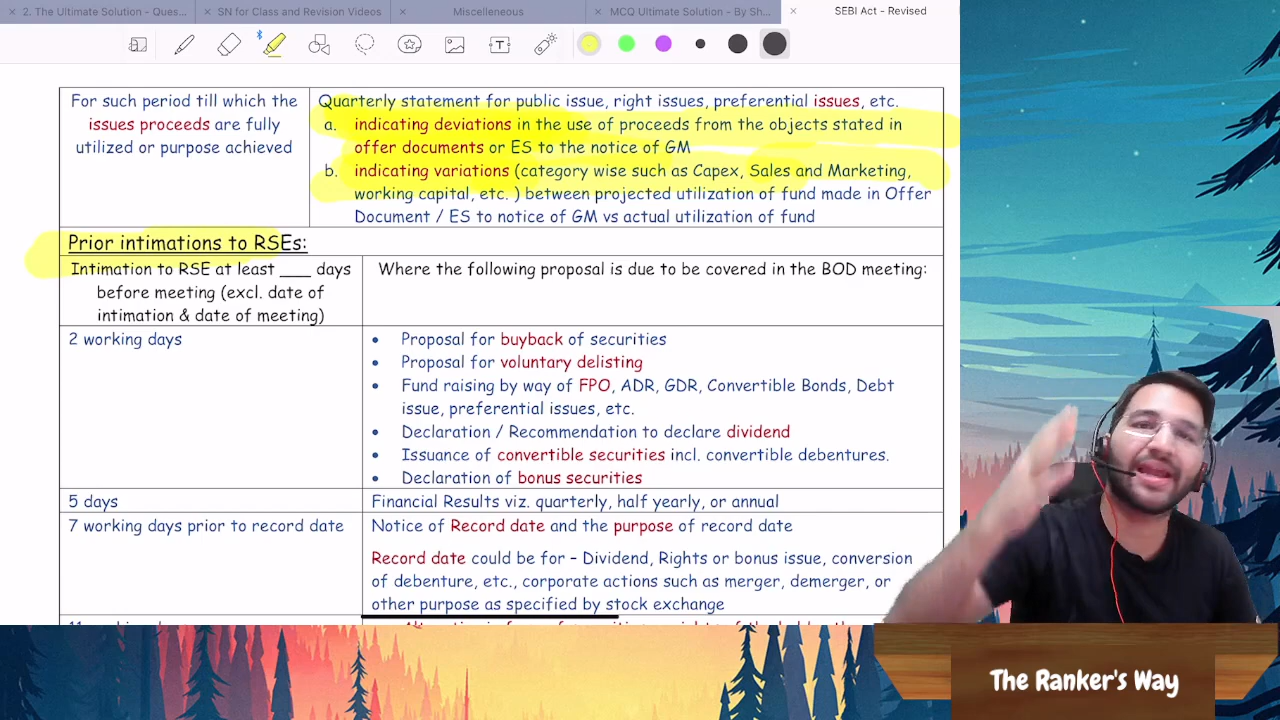 2. The Ultimate Solution - Ques...
SN for Class and Revision Videos
Miscellaneous
MCQ Ultimate Solution - By Sh...
SEBI Act - Revised
For such period till which the
issues proceeds are fully
utilized or purpose achieved
Quarterly statement for public issue, right issues, preferential issues, etc.
a. indicating deviations in the use of proceeds from the objects stated in
offer documents or ES to the notice of GM
b. indicating variations (category wise such as Capex, Sales and Marketing,
working capital, etc. ) between projected utilization of fund made in Offer
Document / ES to notice of GM vs actual utilization of fund
Prior intimations to RSEs:
Intimation to RSE at least ___ days
before meeting (excl. date of
intimation & date of meeting)
Where the following proposal is due to be covered in the BOD meeting:
2 working days
• Proposal for buyback of securities
• Proposal for voluntary delisting
• Fund raising by way of FPO, ADR, GDR, Convertible Bonds, Debt
issue, preferential issues, etc.
• Declaration / Recommendation to declare dividend
• Issuance of convertible securities incl. convertible debentures.
• Declaration of bonus securities
5 days
Financial Results viz. quarterly, half yearly, or annual
7 working days prior to record date
Notice of Record date and the purpose of record date
Record date could be for – Dividend, Rights or bonus issue, conversion
of debenture, etc., corporate actions such as merger, demerger, or
other purpose as specified by stock exchange
The Ranker's Way